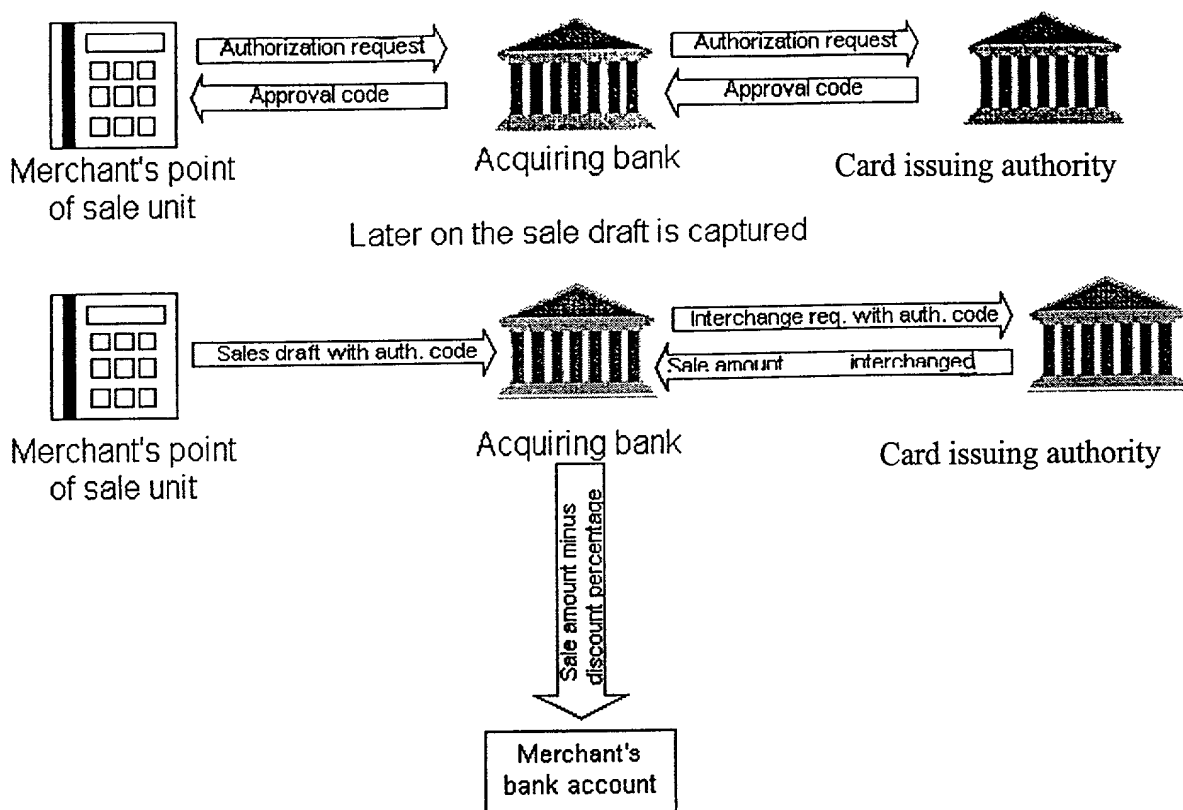 Authorization request
Authorization request
Approval code
Approval code
Merchant's point
of sale unit
Acquiring bank
Card issuing authority
Later on the sale draft is captured
Sales draft with auth. code
Interchange req. with auth. code
Sale amount interchanged
Merchant's point
of sale unit
Acquiring bank
Card issuing authority
Sale amount minus
discount percentage
Merchant's
bank account